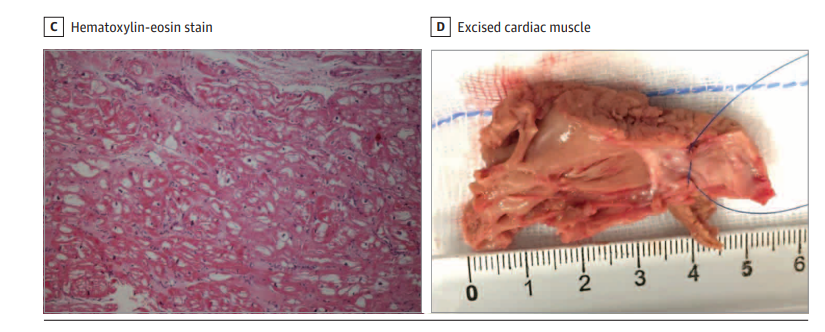 C Hematoxylin-eosin stain
D Excised cardiac muscle
0 1 2 3 4 5 6